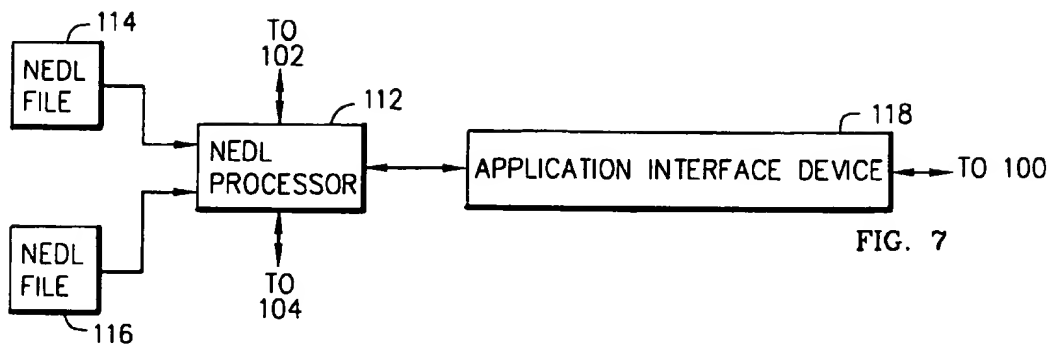 114
NEDL
FILE
TO
102
112
NEDL
PROCESSOR
118
APPLICATION INTERFACE DEVICE
TO 100
FIG. 7
NEDL
FILE
116
TO
104